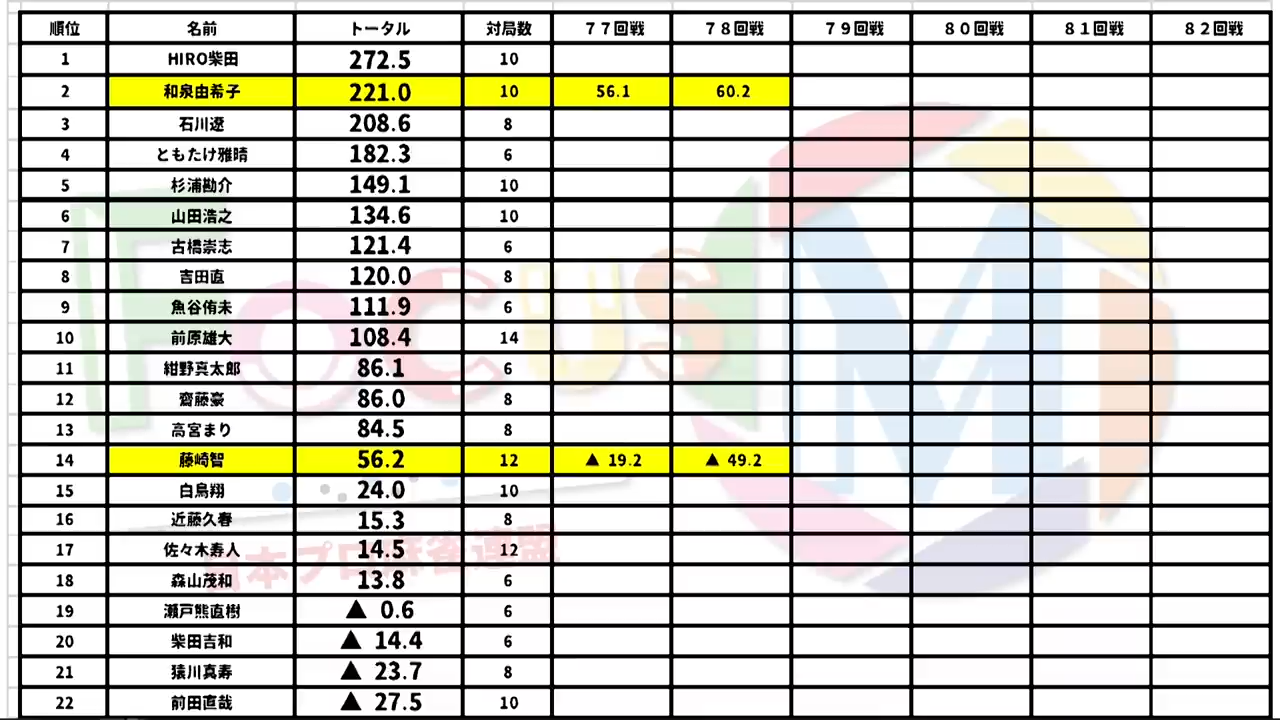 順位 名前 トータル 対局数 77回戦 78回戦 79回戦 80回戦 81回戦 82回戦
1 HIRO柴田 272.5 10
2 和泉由希子 221.0 10 56.1 60.2
3 石川遼 208.6 8
4 ともたけ雅晴 182.3 6
5 杉浦勘介 149.1 10
6 山田浩之 134.6 10
7 古橋崇志 121.4 6
8 吉田直 120.0 8
9 魚谷侑未 111.9 6
10 前原雄大 108.4 14
11 紺野真太郎 86.1 6
12 齋藤豪 86.0 8
13 高宮まり 84.5 8
14 藤崎智 56.2 12 ▲ 19.2 ▲ 49.2
15 白鳥翔 24.0 10
16 近藤久春 15.3 8
17 佐々木寿人 14.5 12
18 森山茂和 13.8 6
19 瀬戸熊直樹 ▲ 0.6 6
20 柴田吉和 ▲ 14.4 6
21 猿川真寿 ▲ 23.7 8
22 前田直哉 ▲ 27.5 10
Focus M
日本プロ麻雀連盟